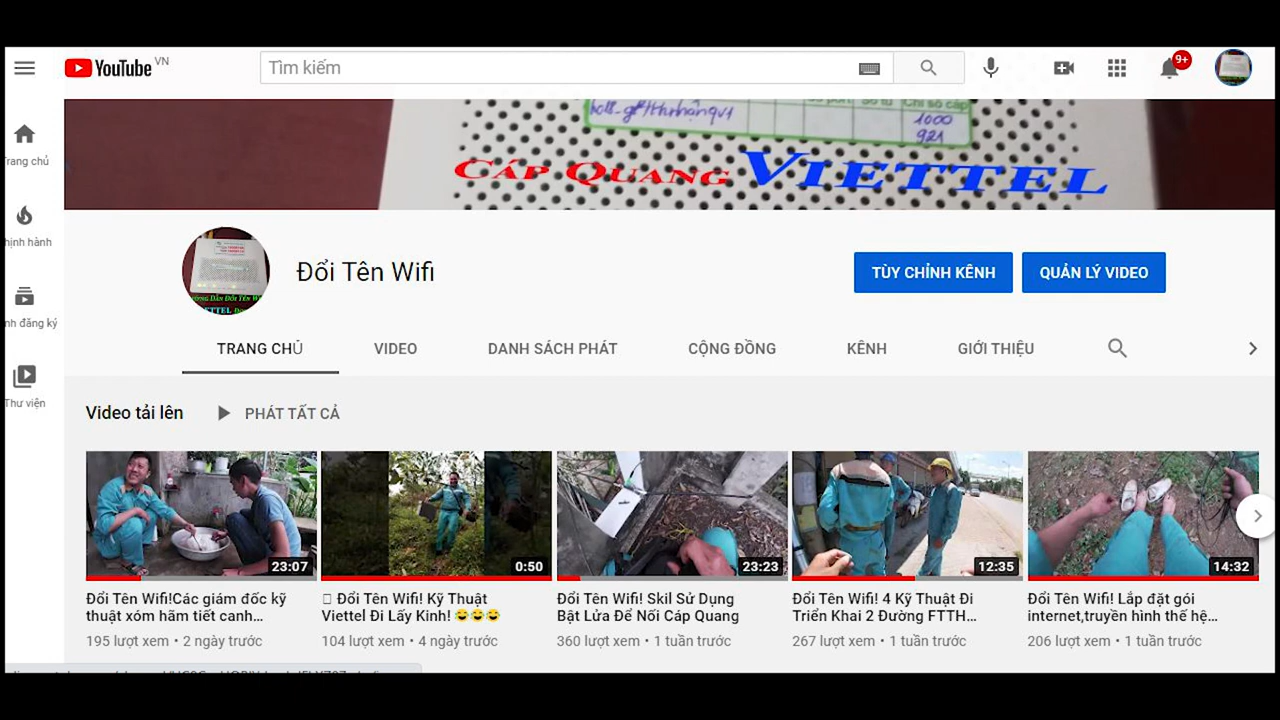 YouTube VN
Tìm kiếm
9+
Trang chủ
hịnh hành
nh đăng ký
Thư viện
1000
921
CÁP QUANG VIETTEL
Đổi Tên Wifi
TÙY CHỈNH KÊNH
QUẢN LÝ VIDEO
TRANG CHỦ
VIDEO
DANH SÁCH PHÁT
CỘNG ĐỒNG
KÊNH
GIỚI THIỆU
Video tải lên
PHÁT TẤT CẢ
23:07
0:50
23:23
12:35
14:32
Đổi Tên Wifi!Các giám đốc kỹ
thuật xóm hãm tiết canh...
195 lượt xem • 2 ngày trước
Đổi Tên Wifi! Kỹ Thuật
Viettel Đi Lấy Kinh! 😂😂😂
104 lượt xem • 4 ngày trước
Đổi Tên Wifi! Skil Sử Dụng
Bật Lửa Để Nối Cáp Quang
360 lượt xem • 1 tuần trước
Đổi Tên Wifi! 4 Kỹ Thuật Đi
Triển Khai 2 Đường FTTH...
267 lượt xem • 1 tuần trước
Đổi Tên Wifi! Lắp đặt gói
internet,truyền hình thế hệ...
206 lượt xem • 1 tuần trước